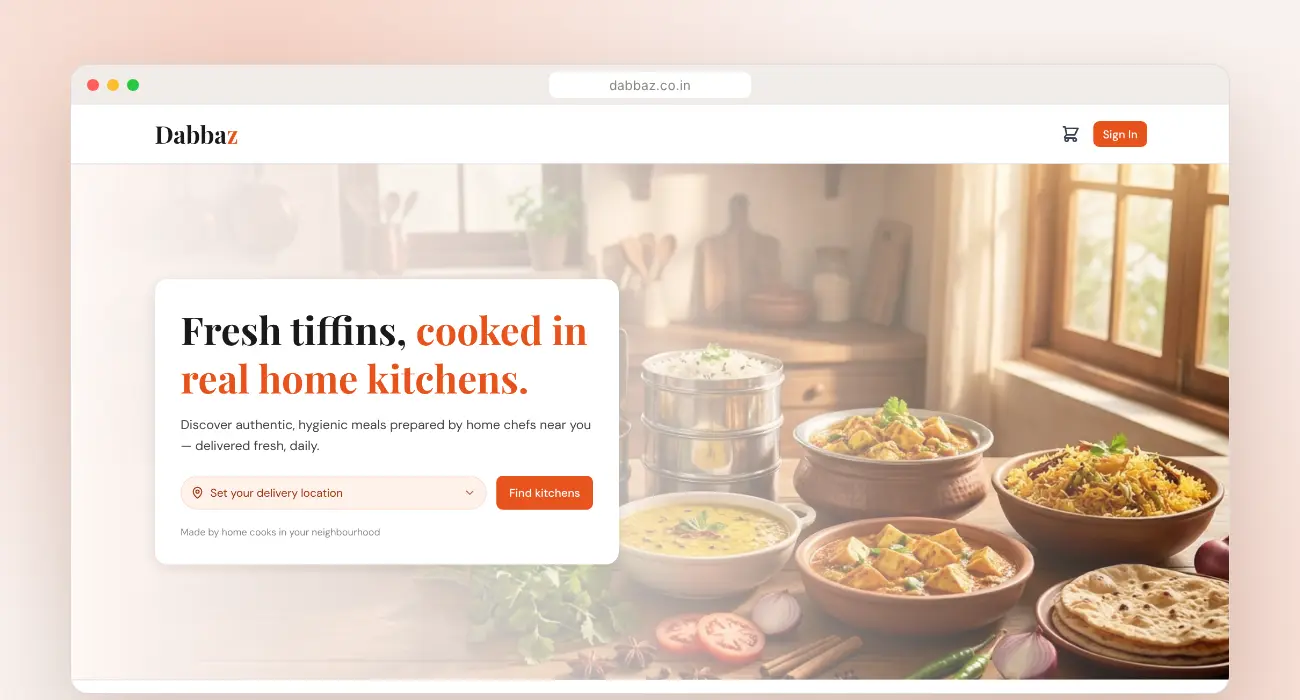 dabbaz.co.in
Dabbaz
Sign In
Fresh tiffins, cooked in
real home kitchens.
Discover authentic, hygienic meals prepared by home chefs near you
— delivered fresh, daily.
Set your delivery location
Find kitchens
Made by home cooks in your neighbourhood